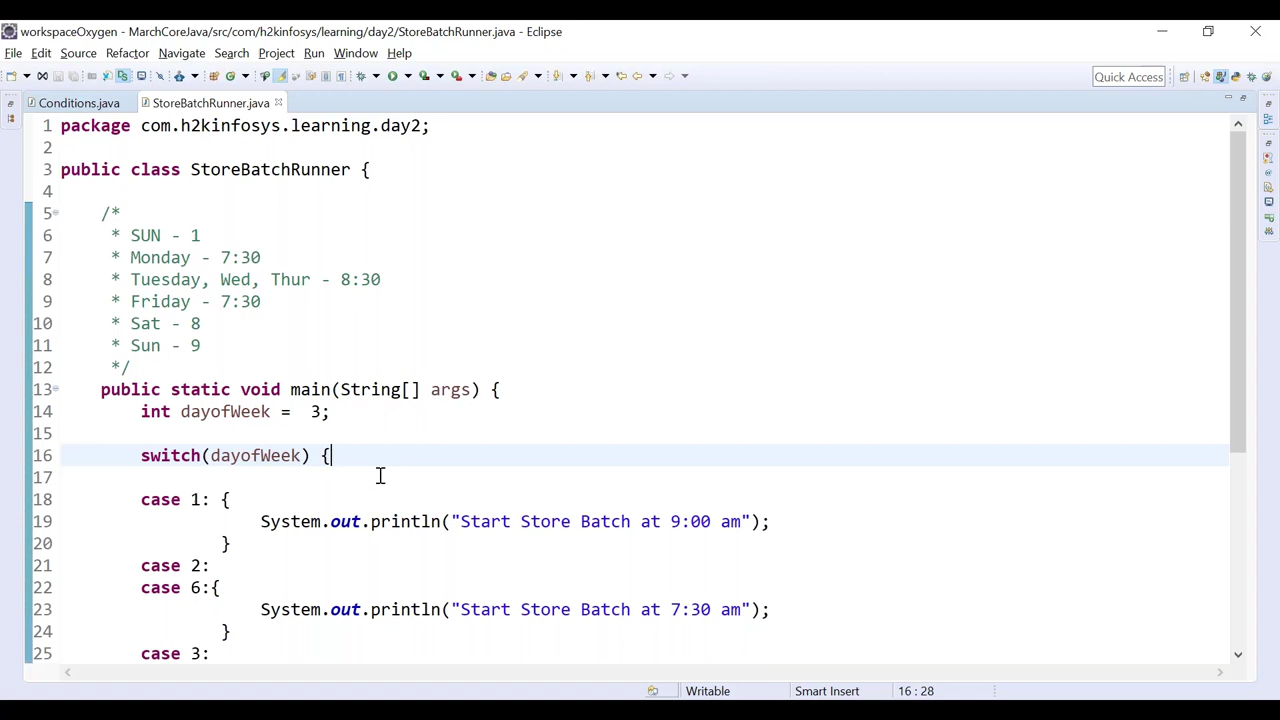 workspaceOxygen - MarchCoreJava/src/com/h2kinfosys/learning/day2/StoreBatchRunner.java - Eclipse
File Edit Source Refactor Navigate Search Project Run Window Help
Quick Access
Conditions.java StoreBatchRunner.java
1 package com.h2kinfosys.learning.day2;
2
3 public class StoreBatchRunner {
4
5 /*
6 * SUN - 1
7 * Monday - 7:30
8 * Tuesday, Wed, Thur - 8:30
9 * Friday - 7:30
10 * Sat - 8
11 * Sun - 9
12 */
13 public static void main(String[] args) {
14 int dayofWeek =  3;
15
16 switch(dayofWeek) {
17
18 case 1: {
19 System.out.println("Start Store Batch at 9:00 am");
20 }
21 case 2:
22 case 6:{
23 System.out.println("Start Store Batch at 7:30 am");
24 }
25 case 3:
Writable Smart Insert 16 : 28